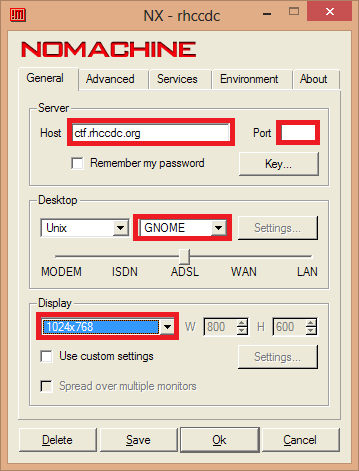 NX - rhccdc
NOMACHINE
General Advanced Services Environment About
Server
Host ctf.rhccdc.org Port
Remember my password Key...
Desktop
Unix GNOME Settings...
MODEM ISDN ADSL WAN LAN
Display
1024x768 W 800 H 600
Use custom settings Settings...
Spread over multiple monitors
Delete Save Ok Cancel